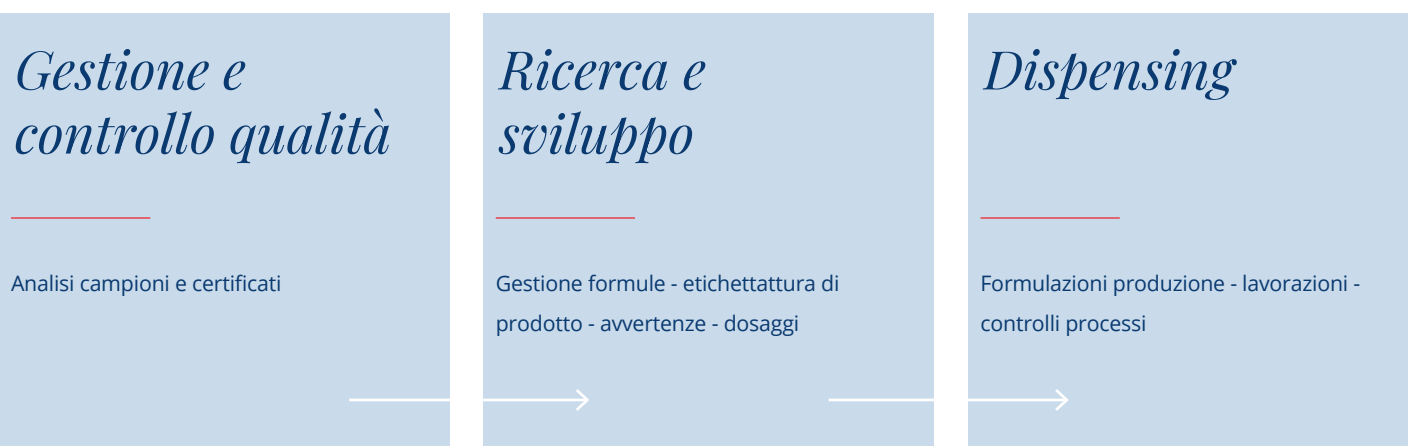 Gestione e
controllo qualità
Analisi campioni e certificati
Ricerca e
sviluppo
Gestione formule - etichettattura di
prodotto - avvertenze - dosaggi
Dispensing
Formulazioni produzione - lavorazioni -
controlli processi